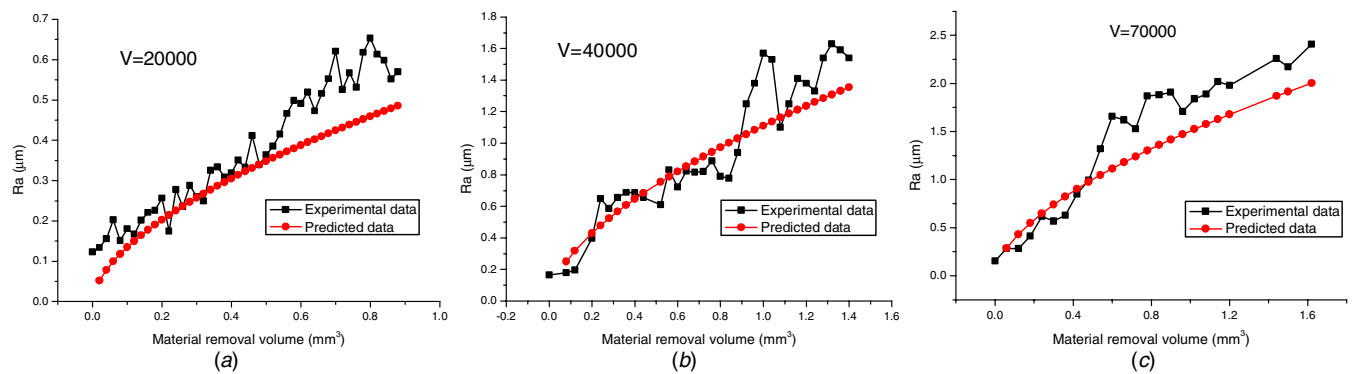 V=20000
Ra (μm)
0.7
0.6
0.5
0.4
0.3
0.2
0.1
0.0
Experimental data
Predicted data
0.0 0.2 0.4 0.6 0.8 1.0
Material removal volume (mm³)
(a)
V=40000
Ra (μm)
1.8
1.6
1.4
1.2
1.0
0.8
0.6
0.4
0.2
0.0
Experimental data
Predicted data
-0.2 0.0 0.2 0.4 0.6 0.8 1.0 1.2 1.4 1.6
Material removal volume (mm³)
(b)
V=70000
Ra (μm)
2.5
2.0
1.5
1.0
0.5
0.0
Experimental data
Predicted data
0.0 0.4 0.8 1.2 1.6
Material removal volume (mm³)
(c)